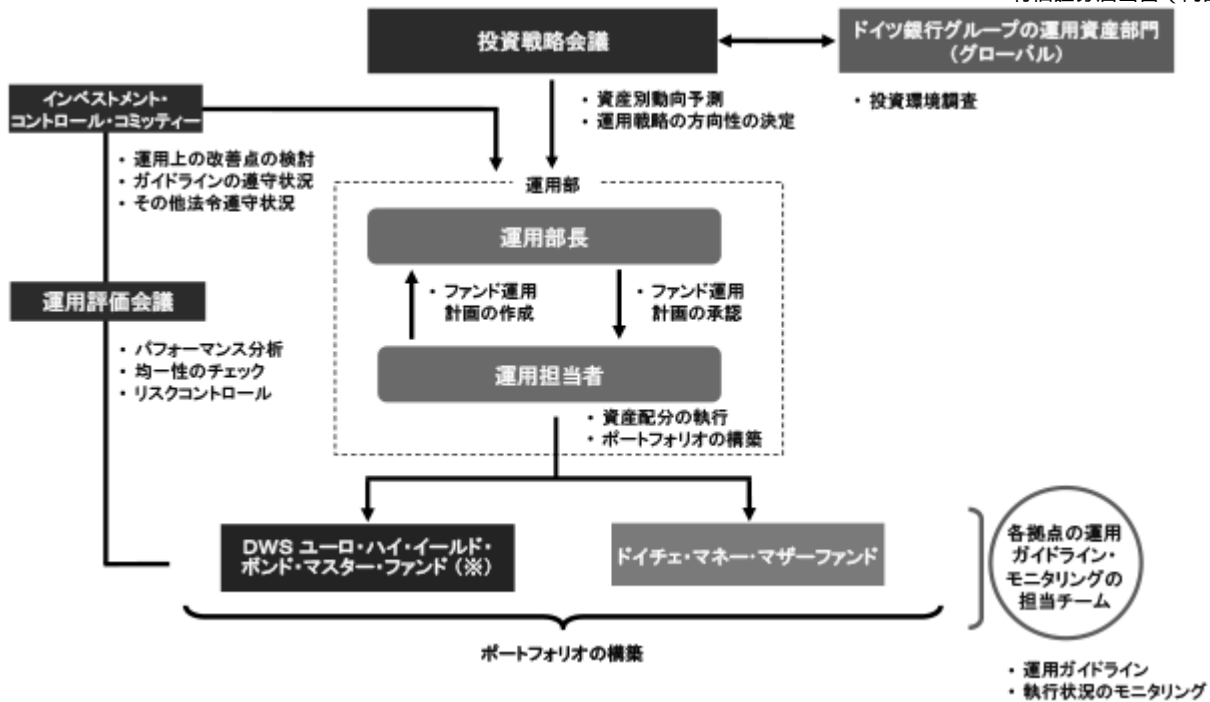 投資戦略会議
ドイツ銀行グループの運用資産部門
(グローバル)
・投資環境調査
・資産別動向予測
・運用戦略の方向性の決定
インベストメント・
コントロール・コミッティー
・運用上の改善点の検討
・ガイドラインの遵守状況
・その他法令遵守状況
運用部
運用部長
・ファンド運用
計画の作成
・ファンド運用
計画の承認
運用評価会議
・パフォーマンス分析
・均一性のチェック
・リスクコントロール
運用担当者
・資産配分の執行
・ポートフォリオの構築
DWS ユーロ・ハイ・イールド・
ボンド・マスター・ファンド(※)
ドイチェ・マネー・マザーファンド
各拠点の運用
ガイドライン・
モニタリングの
担当チーム
ポートフォリオの構築
・運用ガイドライン
・執行状況のモニタリング